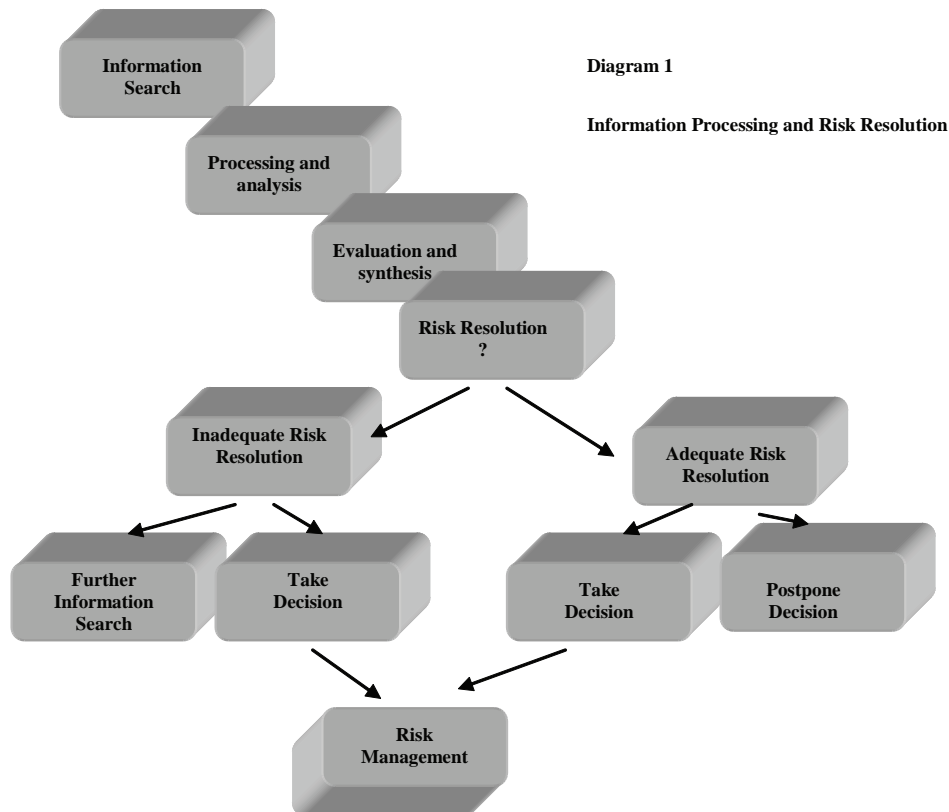 Information
Search
Diagram 1
Information Processing and Risk Resolution
Processing and
analysis
Evaluation and
synthesis
Risk Resolution
?
Inadequate Risk
Resolution
Adequate Risk
Resolution
Further
Information
Search
Take
Decision
Take
Decision
Postpone
Decision
Risk
Management